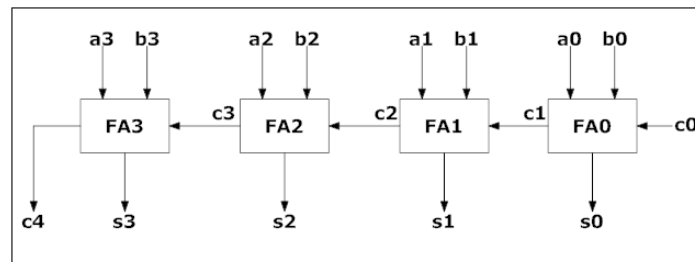 a3 b3 a2 b2 a1 b1 a0 b0
c3 c2 c1
FA3 FA2 FA1 FA0 c0
c4 s3 s2 s1 s0